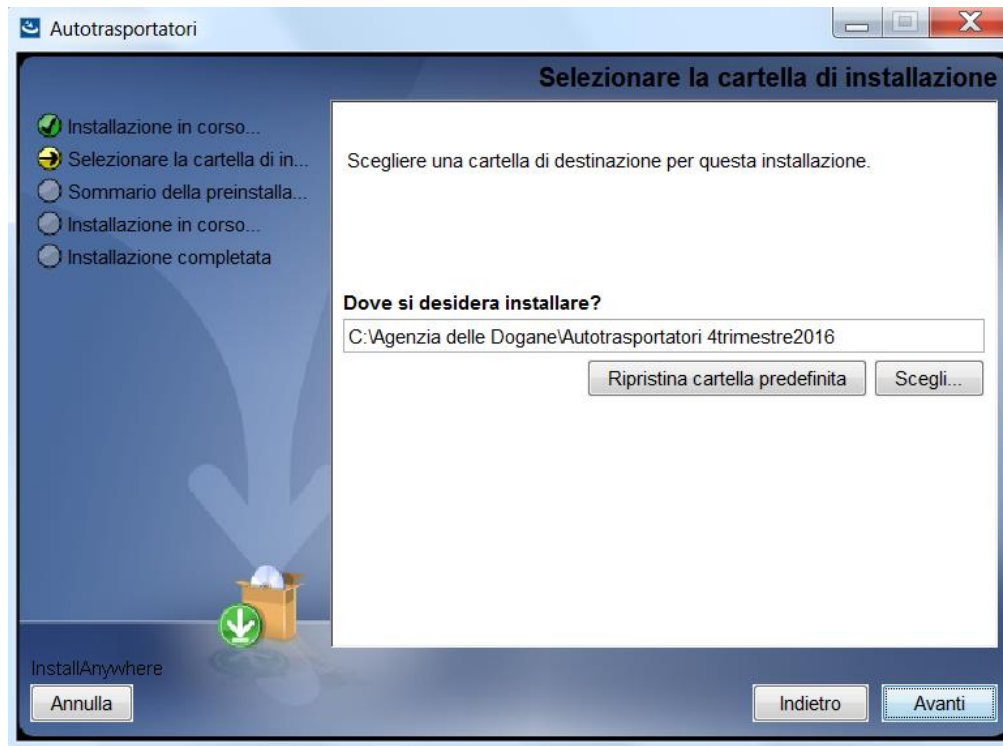 Autotrasportatori
Selezionare la cartella di installazione
Installazione in corso...
Selezionare la cartella di in...
Sommario della preinstalla...
Installazione in corso...
Installazione completata
Scegliere una cartella di destinazione per questa installazione.
Dove si desidera installare?
C:\Agenzia delle Dogane\Autotrasportatori 4trimestre2016
Ripristina cartella predefinita
Scegli...
InstallAnywhere
Annulla
Indietro
Avanti